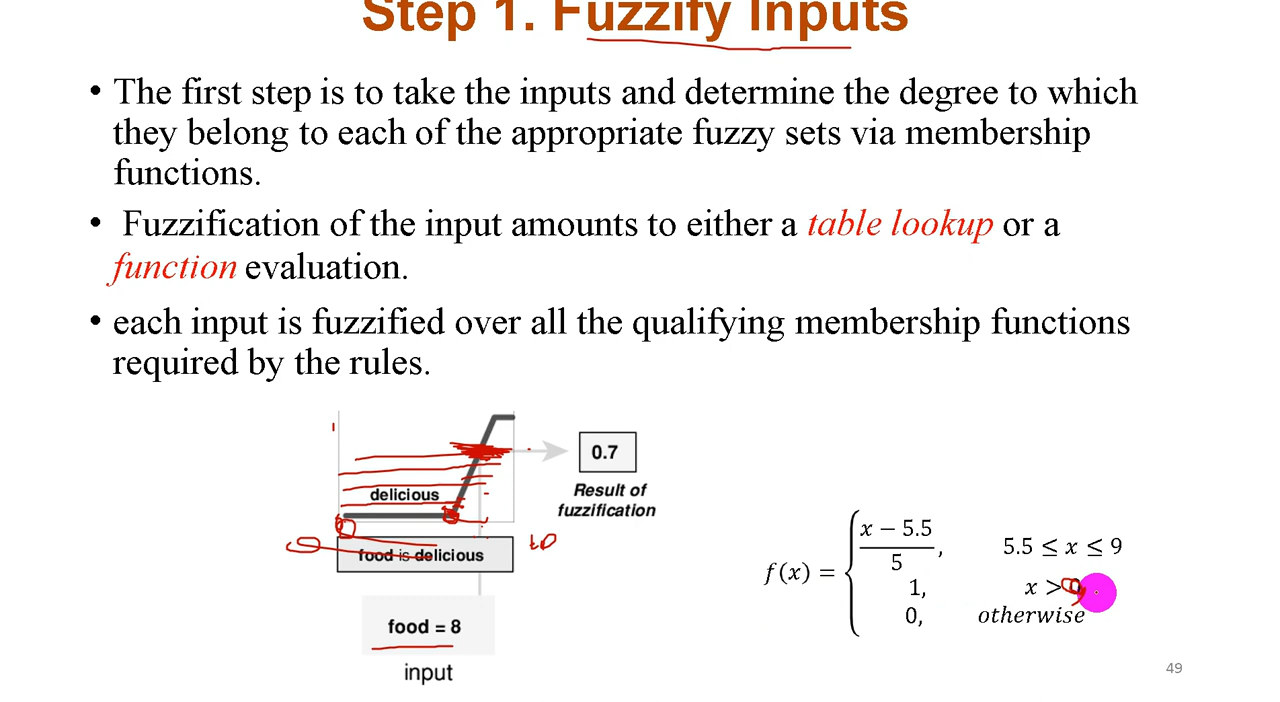 Step 1. Fuzzify Inputs
• The first step is to take the inputs and determine the degree to which
they belong to each of the appropriate fuzzy sets via membership
functions.
• Fuzzification of the input amounts to either a table lookup or a
function evaluation.
• each input is fuzzified over all the qualifying membership functions
required by the rules.
1
delicious
0.7
Result of
fuzzification
0
food is delicious
10
food = 8
input
f(x) = { (x − 5.5)/5, 5.5 ≤ x ≤ 9
1, x > 9
0, otherwise
49